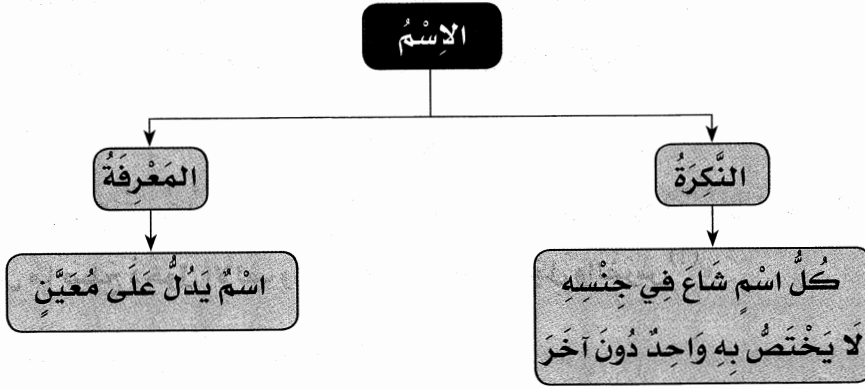 الاِسْمُ
النَّكِرَةُ
المَعْرِفَةُ
كُلُّ اسْمٍ شَاعَ فِي جِنْسِهِ
لَا يَخْتَصُّ بِهِ وَاحِدٌ دُونَ آخَرَ
اسْمٌ يَدُلُّ عَلَى مُعَيَّنٍ